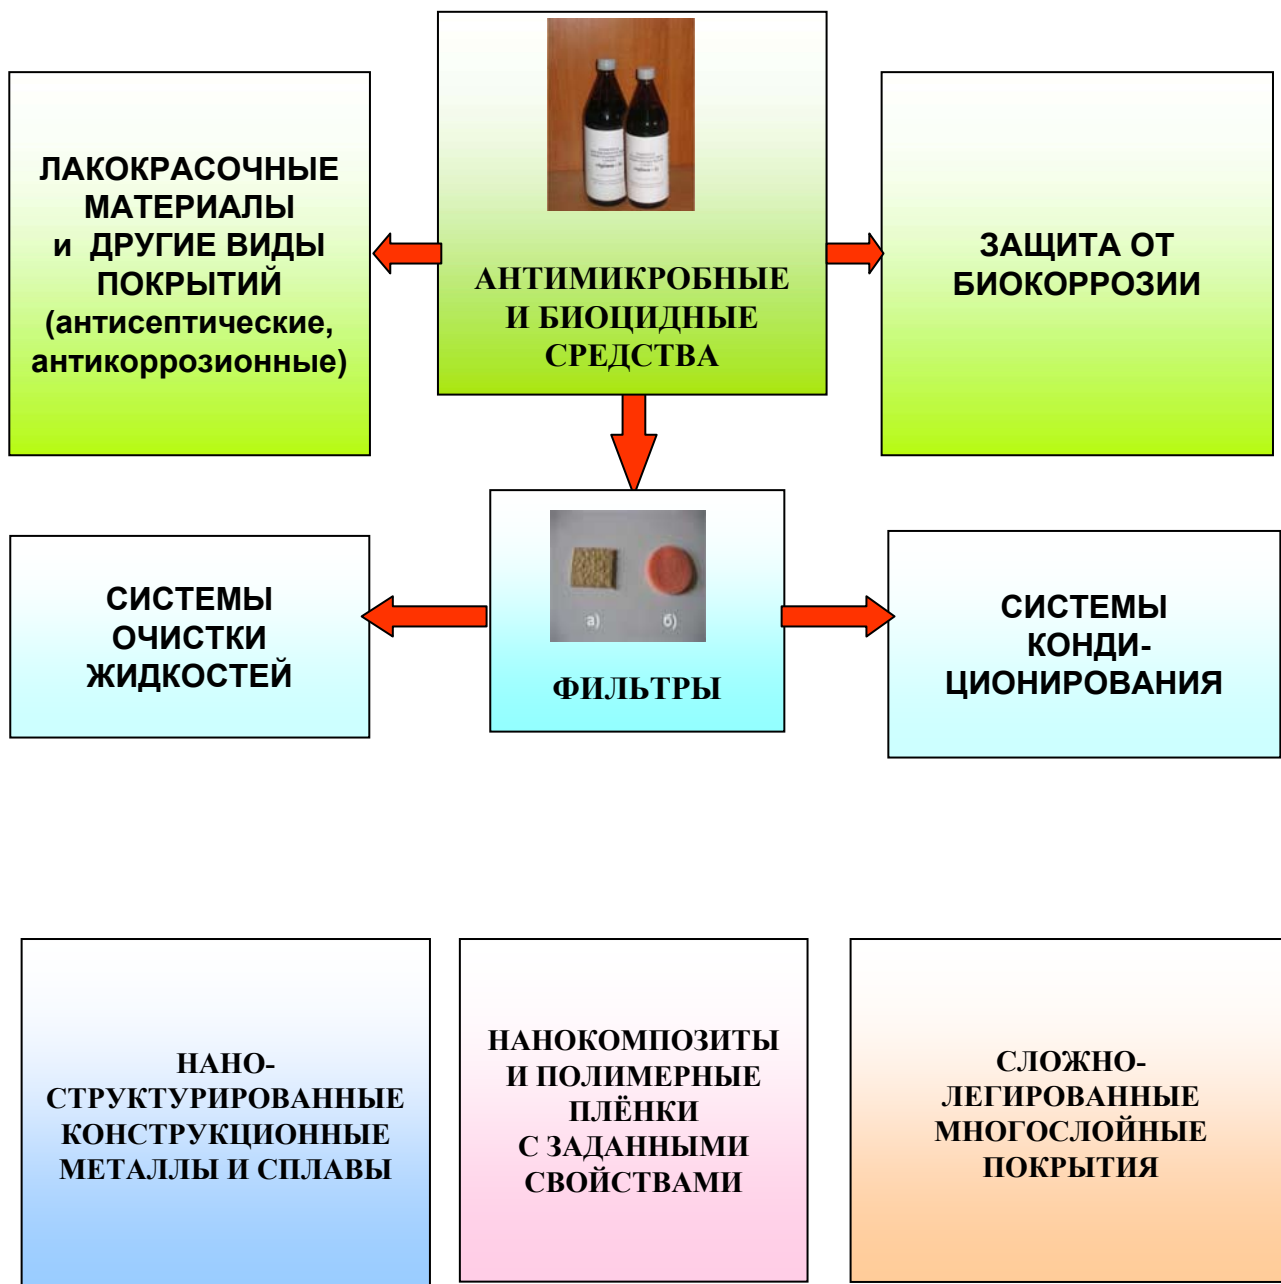 ЛАКОКРАСОЧНЫЕ
МАТЕРИАЛЫ
и ДРУГИЕ ВИДЫ
ПОКРЫТИЙ
(антисептические,
антикоррозионные)
АНТИМИКРОБНЫЕ
И БИОЦИДНЫЕ
СРЕДСТВА
ЗАЩИТА ОТ
БИОКОРРОЗИИ
СИСТЕМЫ
ОЧИСТКИ
ЖИДКОСТЕЙ
а) б)
ФИЛЬТРЫ
СИСТЕМЫ
КОНДИ-
ЦИОНИРОВАНИЯ
НАНО-
СТРУКТУРИРОВАННЫЕ
КОНСТРУКЦИОННЫЕ
МЕТАЛЛЫ И СПЛАВЫ
НАНОКОМПОЗИТЫ
И ПОЛИМЕРНЫЕ
ПЛЁНКИ
С ЗАДАННЫМИ
СВОЙСТВАМИ
СЛОЖНО-
ЛЕГИРОВАННЫЕ
МНОГОСЛОЙНЫЕ
ПОКРЫТИЯ